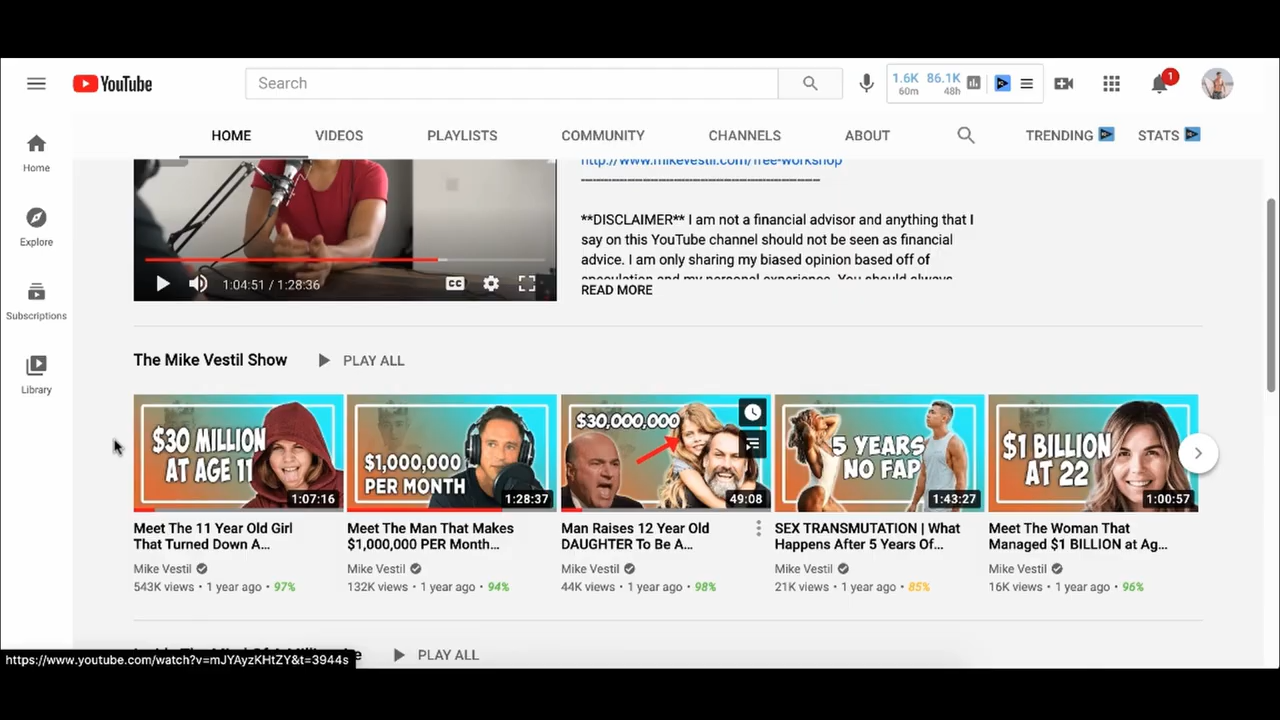 YouTube
Search
1.6K 86.1K
60m 48h
1
HOME VIDEOS PLAYLISTS COMMUNITY CHANNELS ABOUT TRENDING STATS
Home
Explore
Subscriptions
Library
http://www.mikevestil.com/free-workshop
**DISCLAIMER** I am not a financial advisor and anything that I
say on this YouTube channel should not be seen as financial
advice. I am only sharing my biased opinion based off of
speculation and my personal experience. You should always
READ MORE
CC
1:04:51 / 1:28:36
The Mike Vestil Show PLAY ALL
$30 MILLION
AT AGE 11
1:07:16
$1,000,000
PER MONTH
1:28:37
$30,000,000
49:08
5 YEARS
NO FAP
1:43:27
$1 BILLION
AT 22
1:00:57
Meet The 11 Year Old Girl
That Turned Down A...
Mike Vestil
543K views • 1 year ago • 97%
Meet The Man That Makes
$1,000,000 PER Month...
Mike Vestil
132K views • 1 year ago • 94%
Man Raises 12 Year Old
DAUGHTER To Be A...
Mike Vestil
44K views • 1 year ago • 98%
SEX TRANSMUTATION | What
Happens After 5 Years Of...
Mike Vestil
21K views • 1 year ago • 85%
Meet The Woman That
Managed $1 BILLION at Ag...
Mike Vestil
16K views • 1 year ago • 96%
PLAY ALL
https://www.youtube.com/watch?v=mJYAyzKHtZY&t=3944s